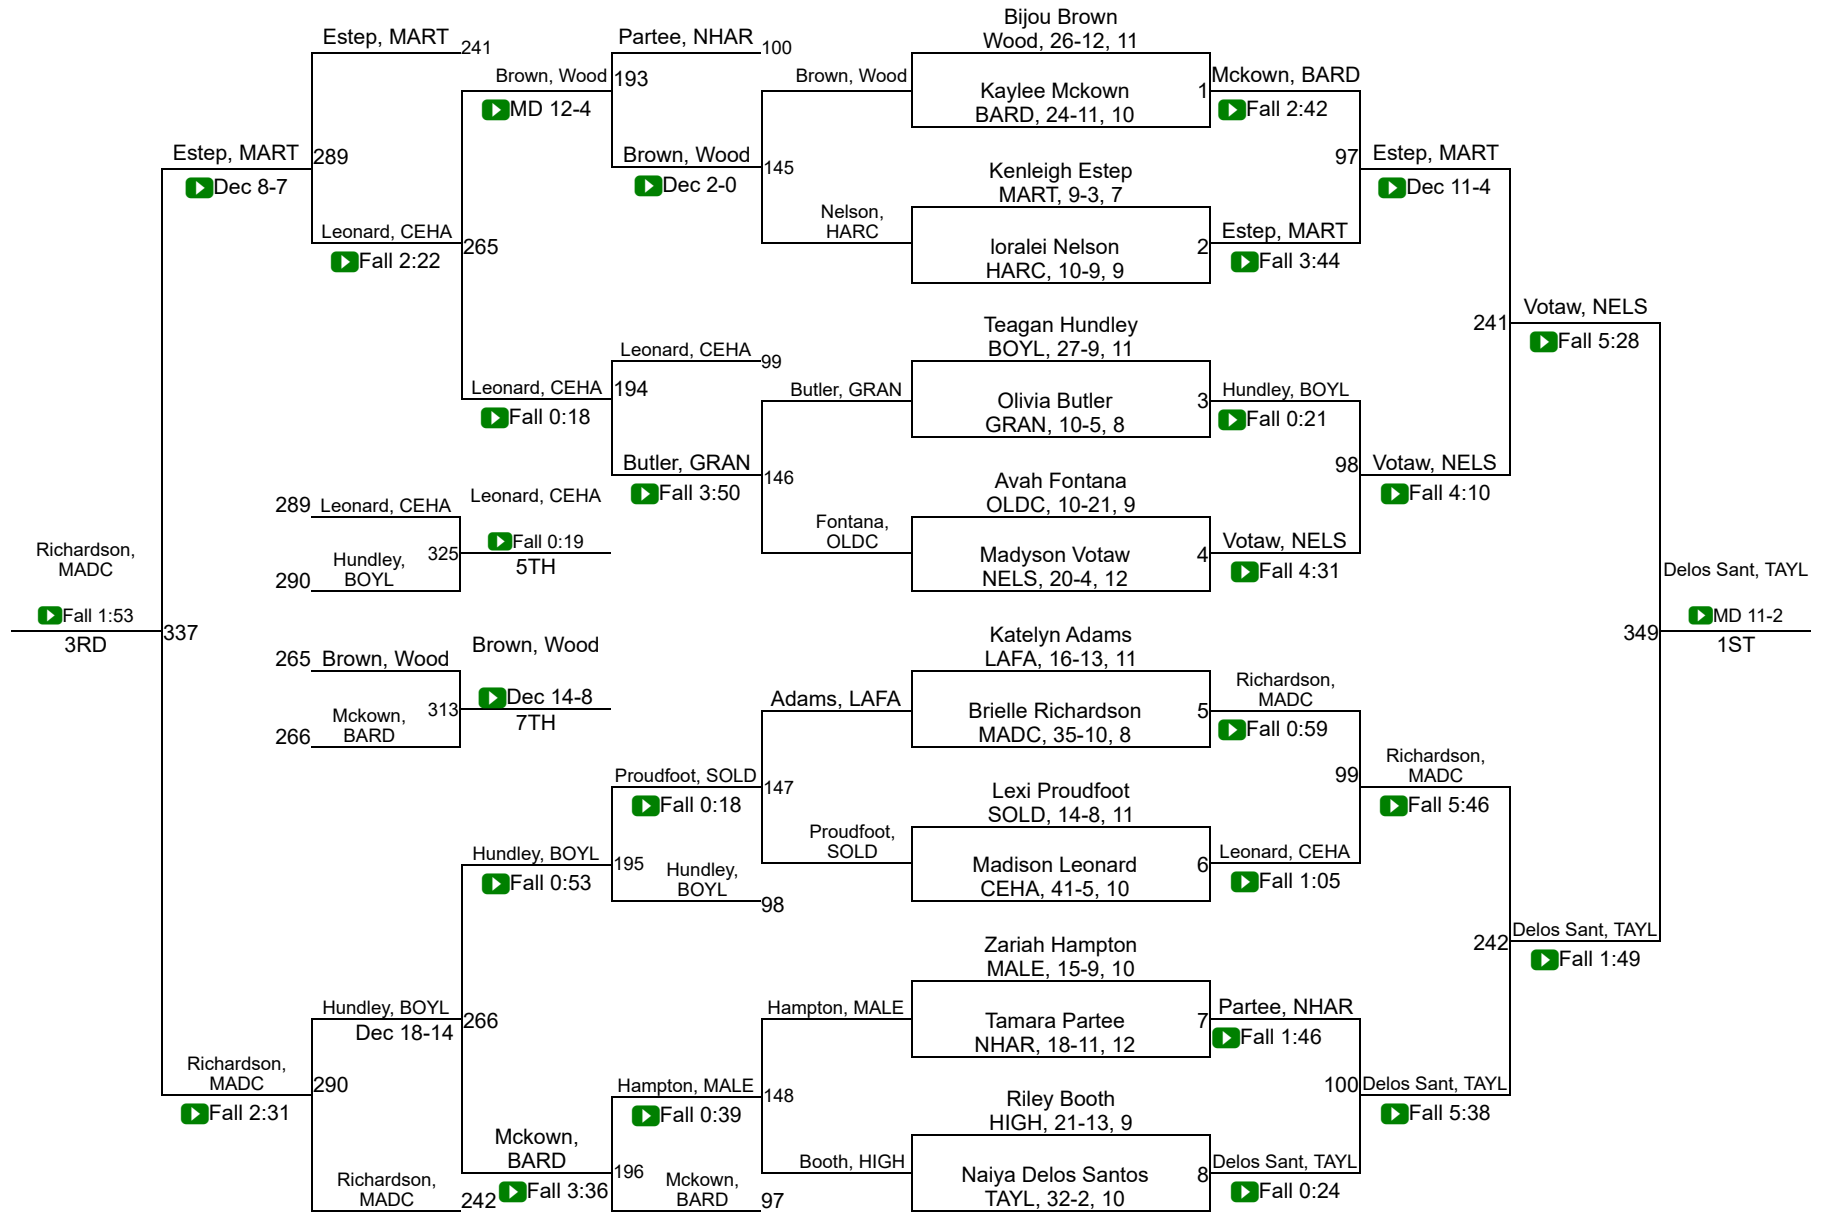 Bijou Brown
Wood, 26-12, 11
Estep, MART
241
Partee, NHAR
100
Brown, Wood
193
Brown, Wood
Mckown, BARD
MD 12-4
Kaylee Mckown
1
BARD, 24-11, 10
Fall 2:42
Estep, MART
289
Brown, Wood
145
97
Estep, MART
Dec 8-7
Dec 2-0
Kenleigh Estep
MART, 9-3, 7
Dec 11-4
Leonard, CEHA
265
Nelson,
HARC
Estep, MART
Fall 2:22
loralei Nelson
2
HARC, 10-9, 9
Fall 3:44
Votaw, NELS
241
Fall 5:28
Teagan Hundley
BOYL, 27-9, 11
Leonard, CEHA
99
Leonard, CEHA
194
Butler, GRAN
Hundley, BOYL
Fall 0:18
Olivia Butler
3
GRAN, 10-5, 8
Fall 0:21
Butler, GRAN
146
98
Votaw, NELS
Fall 3:50
Avah Fontana
OLDC, 10-21, 9
Fall 4:10
289
Leonard, CEHA
Leonard, CEHA
Fontana,
OLDC
Votaw, NELS
325
Fall 0:19
5TH
Hundley,
BOYL
290
Madyson Votaw
4
NELS, 20-4, 12
Fall 4:31
Richardson,
MADC
Fall 1:53
3RD
337
Delos Sant, TAYL
MD 11-2
1ST
349
265
Brown, Wood
Brown, Wood
Katelyn Adams
LAFA, 16-13, 11
313
Dec 14-8
7TH
Mckown,
BARD
266
Adams, LAFA
Richardson,
MADC
Brielle Richardson
5
MADC, 35-10, 8
Fall 0:59
Proudfoot, SOLD
147
99
Richardson,
MADC
Fall 0:18
Lexi Proudfoot
SOLD, 14-8, 11
Fall 5:46
Hundley, BOYL
195
Proudfoot,
SOLD
Leonard, CEHA
Fall 0:53
Hundley,
BOYL
98
Madison Leonard
6
CEHA, 41-5, 10
Fall 1:05
Delos Sant, TAYL
242
Fall 1:49
Zariah Hampton
MALE, 15-9, 10
Hundley, BOYL
266
Hampton, MALE
Partee, NHAR
Dec 18-14
Tamara Partee
7
NHAR, 18-11, 12
Fall 1:46
Richardson,
MADC
290
Hampton, MALE
148
100
Delos Sant, TAYL
Fall 2:31
Fall 0:39
Riley Booth
HIGH, 21-13, 9
Fall 5:38
Mckown,
BARD
196
Booth, HIGH
Delos Sant, TAYL
Richardson,
MADC
242
Fall 3:36
Mckown,
BARD
97
Naiya Delos Santos
8
TAYL, 32-2, 10
Fall 0:24